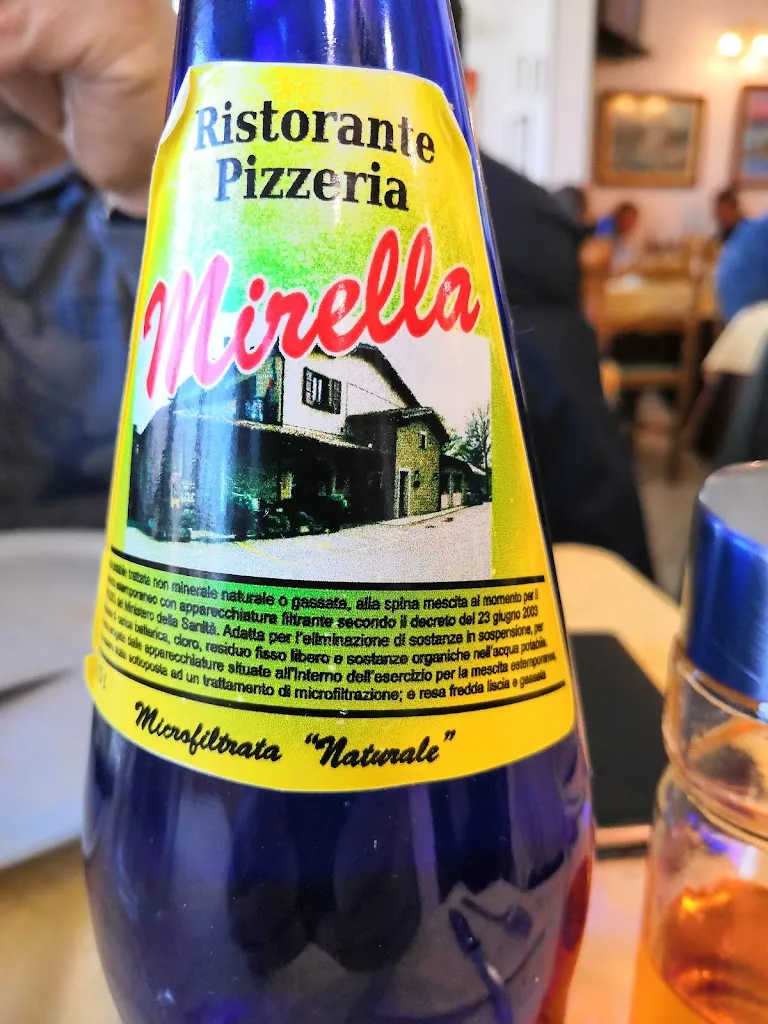 Ristorante
Pizzeria
Mirella
trattata non minerale naturale o gassata, alla spina mescita al momento per il
con apparecchiatura filtrante secondo il decreto del 23 giugno 2003
Ministero della Sanità. Adatta per l'eliminazione di sostanze in sospensione, per
batterica, cloro, residuo fisso libero e sostanze organiche nell'acqua potabile.
dalle apparecchiature situate all'interno dell'esercizio per la mescita estemporanea,
sottoposta ad un trattamento di microfiltrazione; e resa fredda liscia e gassata
Microfiltrata "Naturale"